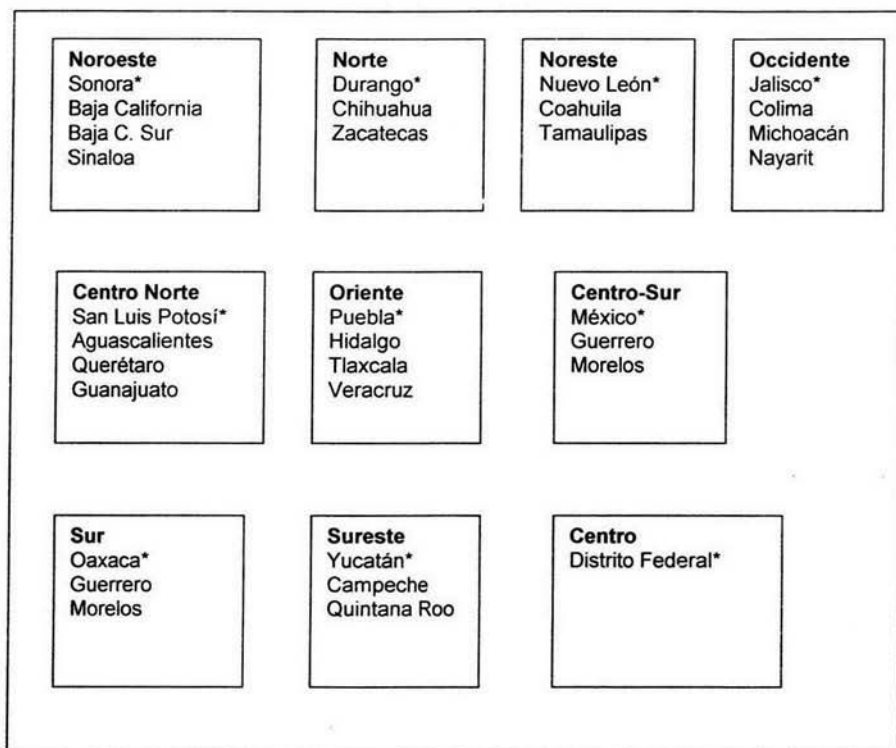 Noroeste
Sonora*
Baja California
Baja C. Sur
Sinaloa
Norte
Durango*
Chihuahua
Zacatecas
Noreste
Nuevo León*
Coahuila
Tamaulipas
Occidente
Jalisco*
Colima
Michoacán
Nayarit
Centro Norte
San Luis Potosí*
Aguascalientes
Querétaro
Guanajuato
Oriente
Puebla*
Hidalgo
Tlaxcala
Veracruz
Centro-Sur
México*
Guerrero
Morelos
Sur
Oaxaca*
Guerrero
Morelos
Sureste
Yucatán*
Campeche
Quintana Roo
Centro
Distrito Federal*